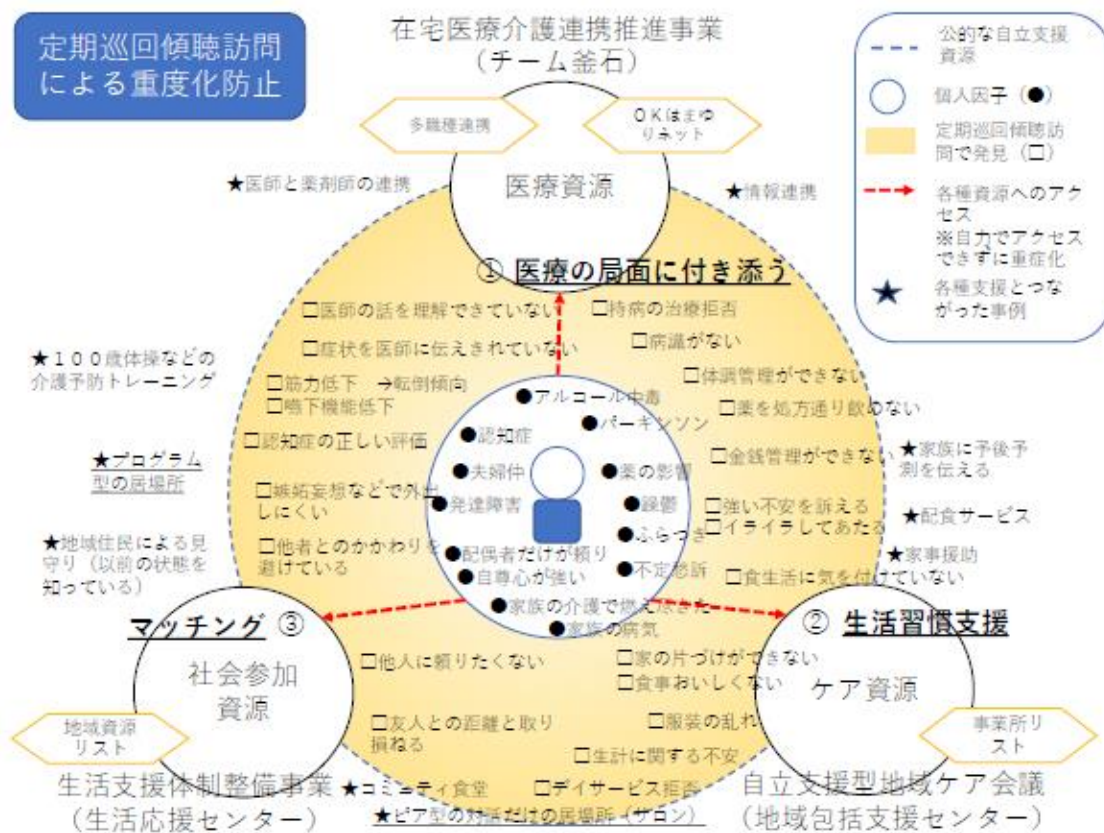 定期巡回傾聴訪問
による重度化防止
在宅医療介護連携推進事業
（チーム釜石）
多職種連携
OKはまゆ
りネット
医療資源
公的な自立支援
資源
個人因子（●）
定期巡回傾聴訪
問で発見（□）
各種資源へのアク
セス
※自力でアクセス
できずに重症化
各種支援とつな
がった事例
★医師と薬剤師の連携
★情報連携
① 医療の局面に付き添う
□医師の話を理解できていない
□持病の治療拒否
□症状を医師に伝えきれていない
□病識がない
★１００歳体操などの
介護予防トレーニング
□筋力低下　→転倒傾向
□嚥下機能低下
□体調管理ができない
□薬を処方通り飲めない
●アルコール中毒
●パーキンソン
□認知症の正しい評価
●認知症
□金銭管理ができない
★家族に予後予
測を伝える
★プログラム
型の居場所
●夫婦仲
●薬の影響
□嫉妬妄想などで外出
しにくい
●発達障害
●躁鬱
□強い不安を訴える
□イライラしてあたる
★配食サービス
●ふらつき
★地域住民による見
守り（以前の状態を
知っている）
□他者とのかかわりを
避けている
●配偶者だけが頼り
●自尊心が強い
●不定愁訴
★家事援助
□食生活に気を付けていない
●家族の介護で燃え尽きた
●家族の病気
マッチング ③
② 生活習慣支援
社会参加
資源
□他人に頼りたくない
□家の片づけができない
□食事おいしくない
ケア資源
地域資源
リスト
□友人との距離と取り
損ねる
□服装の乱れ
事業所リ
スト
□生計に関する不安
生活支援体制整備事業
（生活応援センター）
★コミニティ食堂
□デイサービス拒否
★ピア型の対話だけの居場所（サロン）
自立支援型地域ケア会議
（地域包括支援センター）